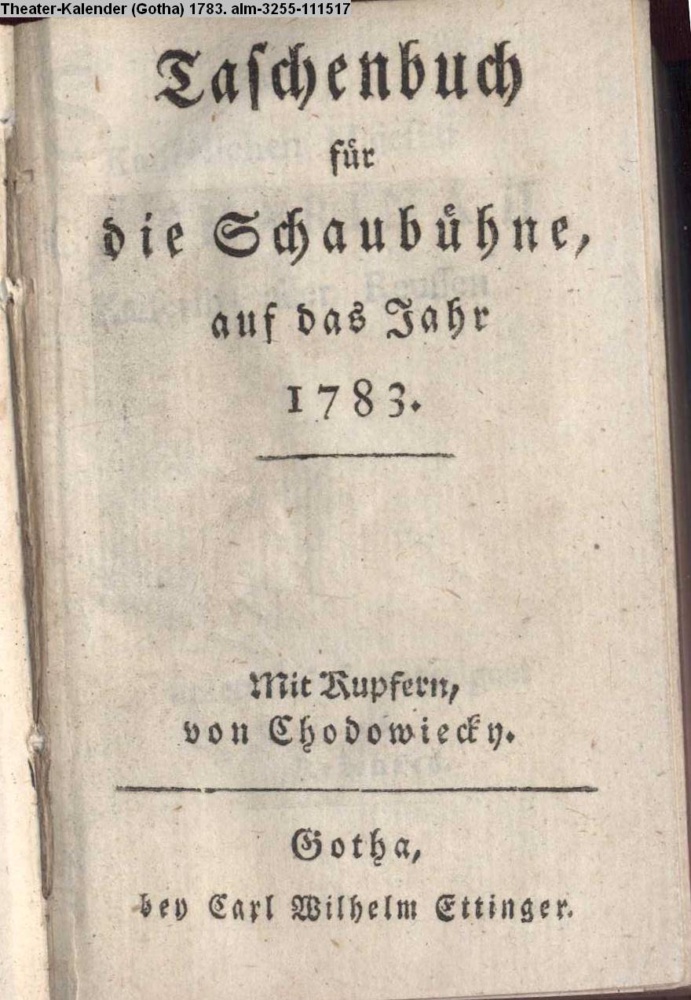 Theater-Kalender (Gotha) 1783. alm-3255-111517
Taſchenbuch
für
die Schaubühne,
auf das Jahr
1783.
Mit Kupfern,
von Chodowiecky.
Gotha,
bey Carl Wilhelm Ettinger.